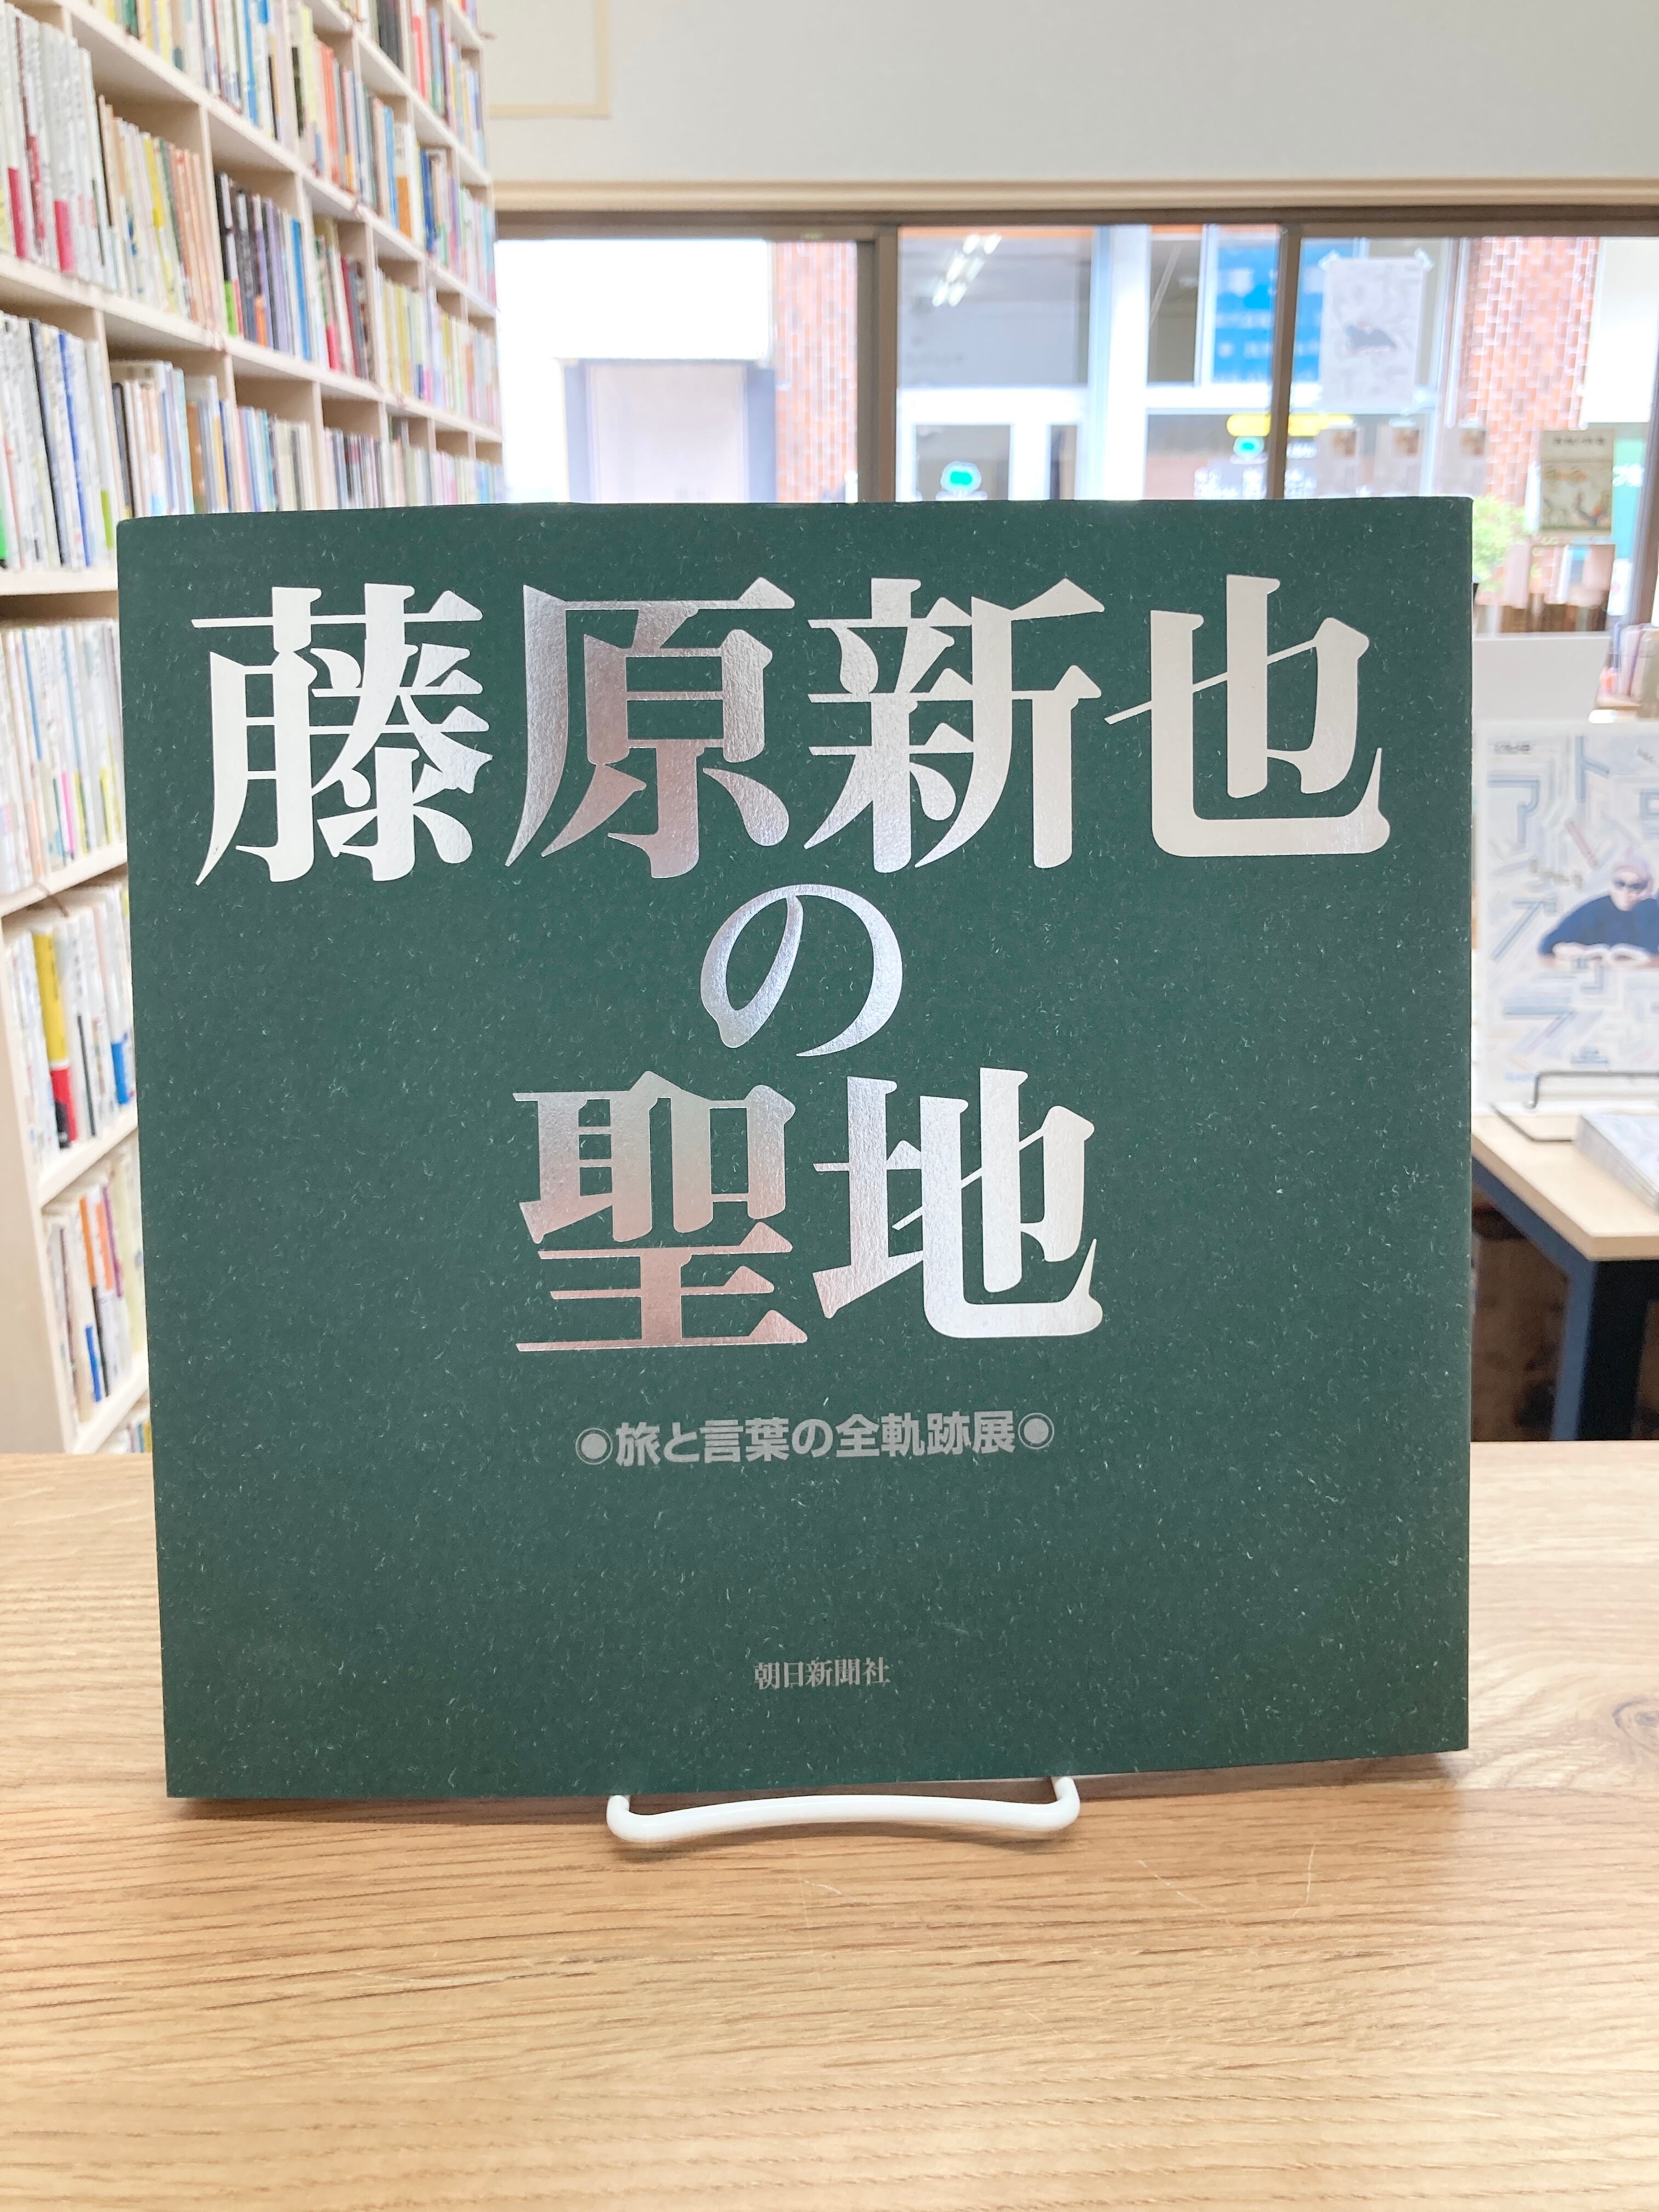 藤原新也
の
聖地
◉旅と言葉の全軌跡展◉
朝日新聞社